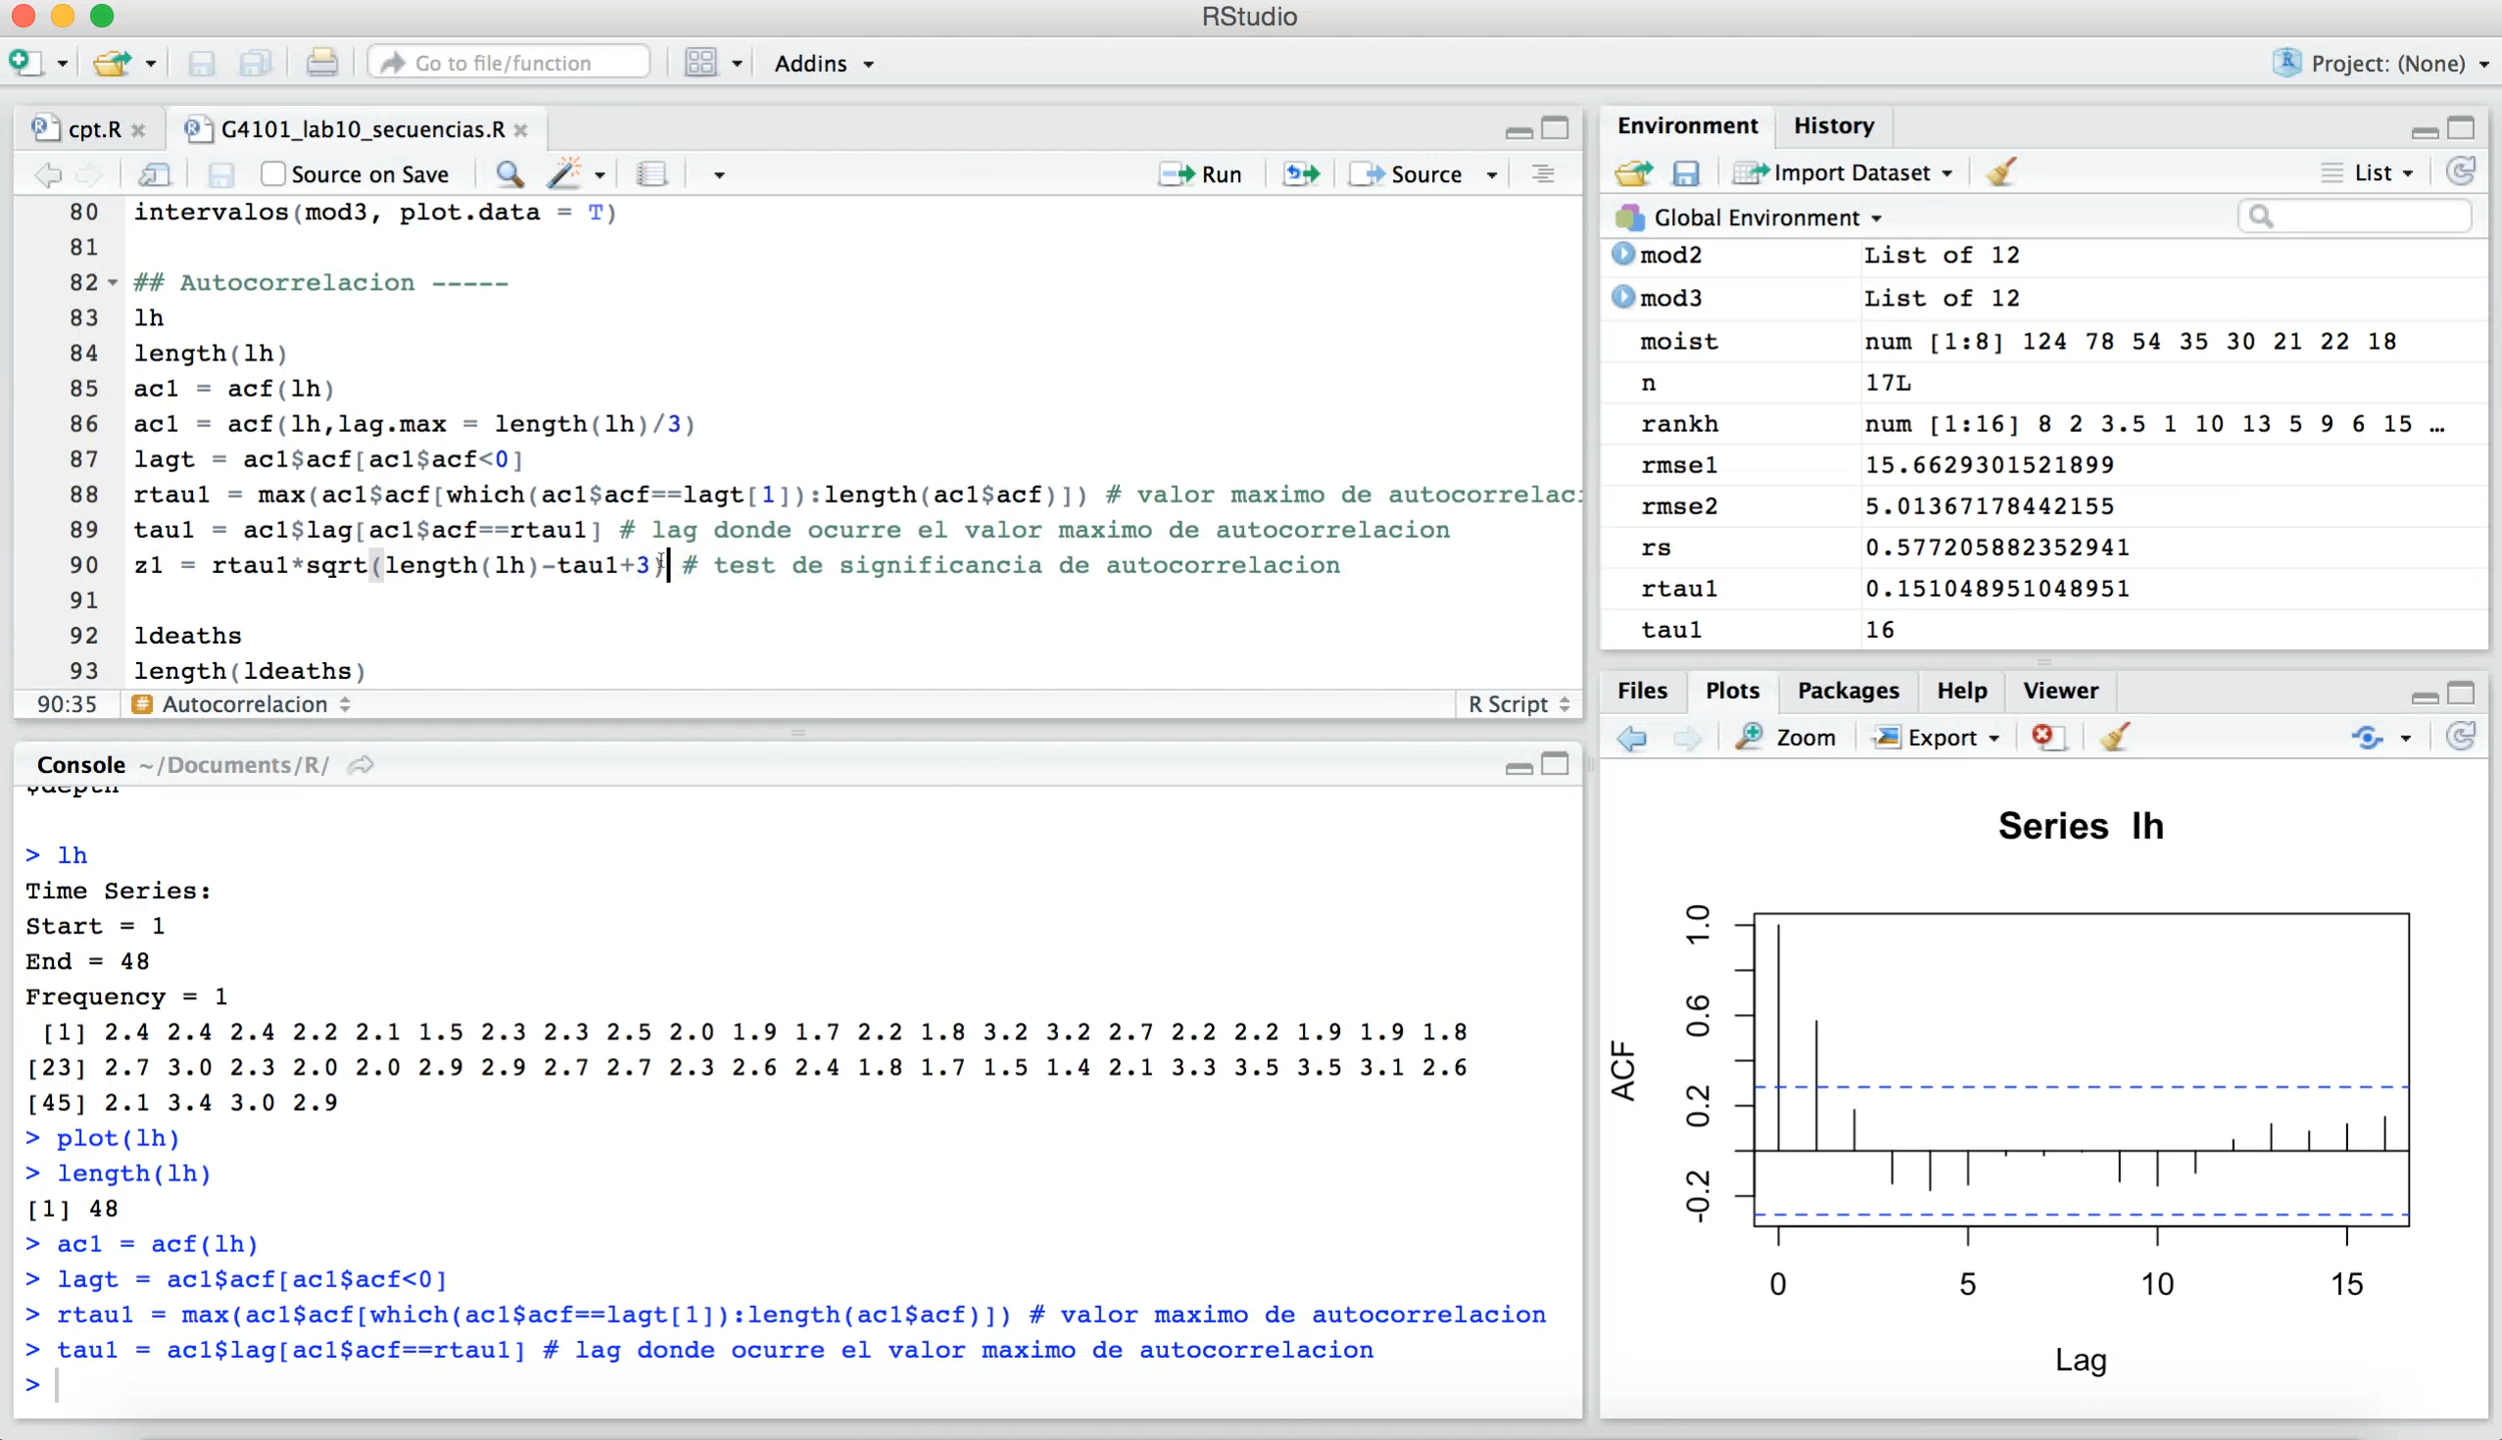 RStudio
Go to file/function
Addins
Project: (None)
cpt.R
G4101_lab10_secuencias.R
Source on Save
Run
Source
80 intervalos(mod3, plot.data = T)
81
82 ## Autocorrelacion -----
83 lh
84 length(lh)
85 ac1 = acf(lh)
86 ac1 = acf(lh,lag.max = length(lh)/3)
87 lagt = ac1$acf[ac1$acf<0]
88 rtau1 = max(ac1$acf[which(ac1$acf==lagt[1]):length(ac1$acf)]) # valor maximo de autocorrelaci
89 tau1 = ac1$lag[ac1$acf==rtau1] # lag donde ocurre el valor maximo de autocorrelacion
90 z1 = rtau1*sqrt(length(lh)-tau1+3) # test de significancia de autocorrelacion
91
92 ldeaths
93 length(ldeaths)
90:35 # Autocorrelacion
R Script
Console ~/Documents/R/
$depth
> lh
Time Series:
Start = 1
End = 48
Frequency = 1
[1] 2.4 2.4 2.4 2.2 2.1 1.5 2.3 2.3 2.5 2.0 1.9 1.7 2.2 1.8 3.2 3.2 2.7 2.2 2.2 1.9 1.9 1.8
[23] 2.7 3.0 2.3 2.0 2.0 2.9 2.9 2.7 2.7 2.3 2.6 2.4 1.8 1.7 1.5 1.4 2.1 3.3 3.5 3.5 3.1 2.6
[45] 2.1 3.4 3.0 2.9
> plot(lh)
> length(lh)
[1] 48
> ac1 = acf(lh)
> lagt = ac1$acf[ac1$acf<0]
> rtau1 = max(ac1$acf[which(ac1$acf==lagt[1]):length(ac1$acf)]) # valor maximo de autocorrelacion
> tau1 = ac1$lag[ac1$acf==rtau1] # lag donde ocurre el valor maximo de autocorrelacion
>
Environment
History
Import Dataset
List
Global Environment
mod2 List of 12
mod3 List of 12
moist num [1:8] 124 78 54 35 30 21 22 18
n 17L
rankh num [1:16] 8 2 3.5 1 10 13 5 9 6 15 …
rmse1 15.6629301521899
rmse2 5.01367178442155
rs 0.577205882352941
rtau1 0.151048951048951
tau1 16
Files
Plots
Packages
Help
Viewer
Zoom
Export
Series lh
ACF
1.0
0.6
0.2
-0.2
0 5 10 15
Lag